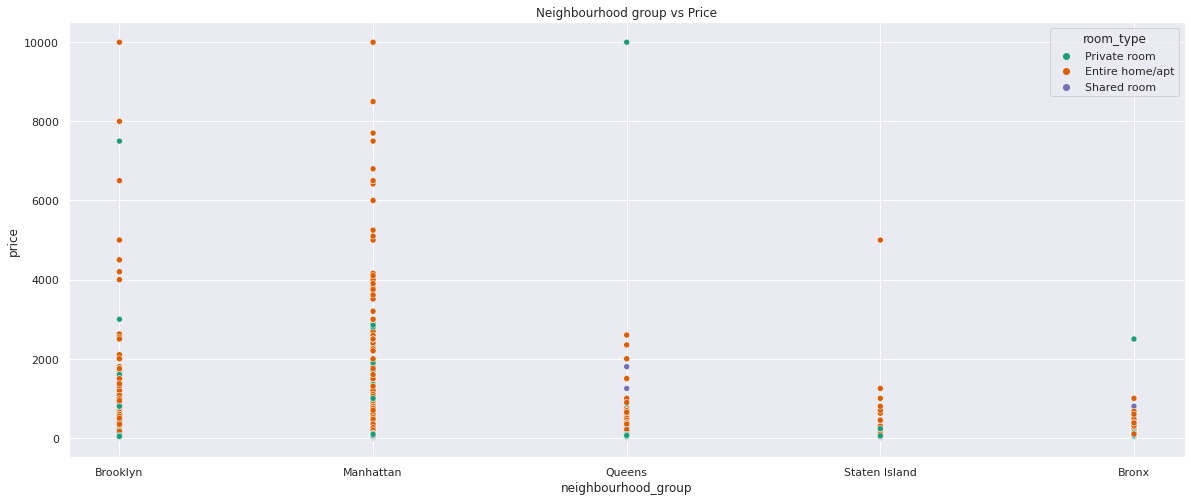 Neighbourhood group vs Price
room_type
Private room
Entire home/apt
Shared room
price
10000
8000
6000
4000
2000
0
Brooklyn Manhattan Queens Staten Island Bronx
neighbourhood_group